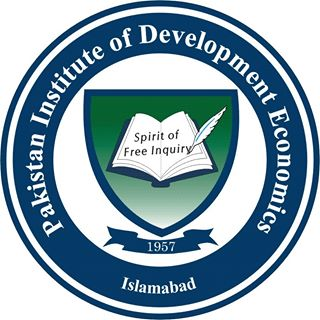 Pakistan Institute of Development Economics
Spirit of
Free Inquiry
1957
Islamabad